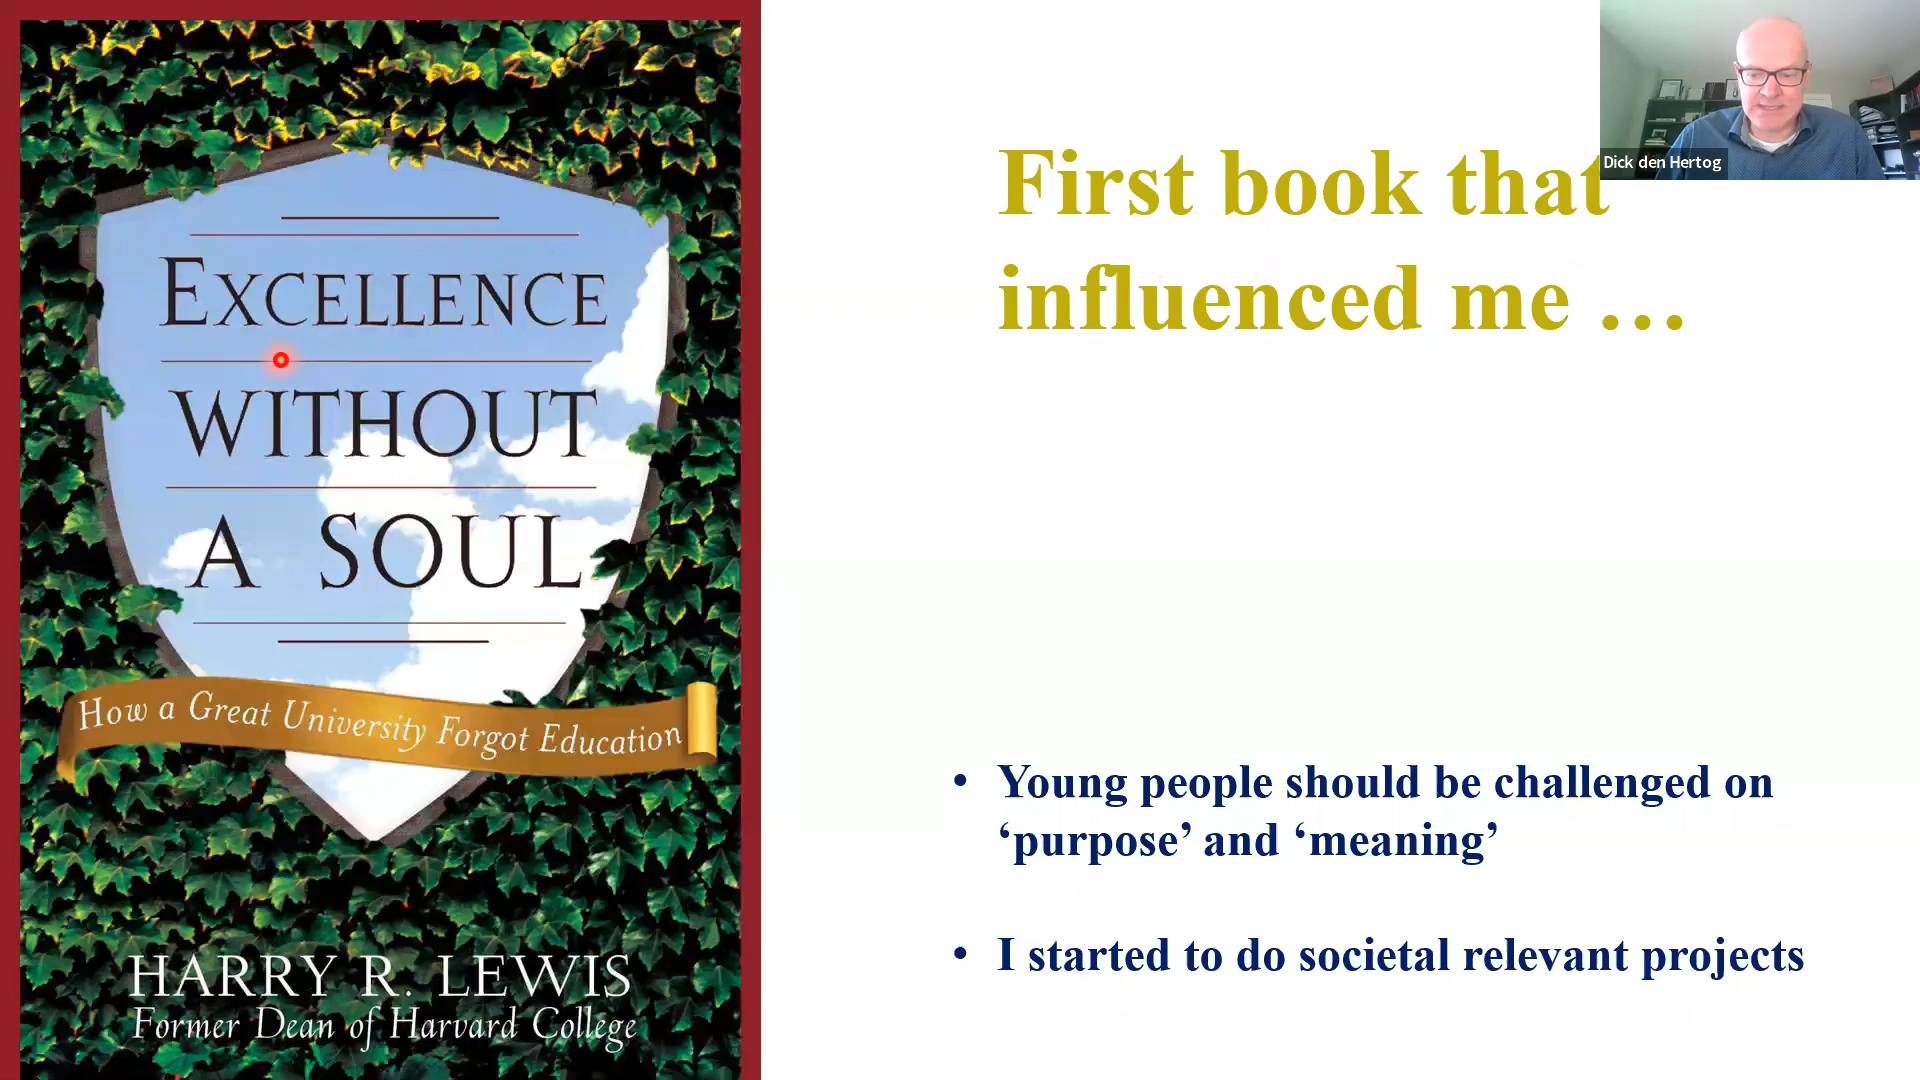 EXCELLENCE
WITHOUT
A SOUL
How a Great University Forgot Education
HARRY R. LEWIS
Former Dean of Harvard College
First book that
influenced me …
• Young people should be challenged on
‘purpose’ and ‘meaning’
• I started to do societal relevant projects
Dick den Hertog